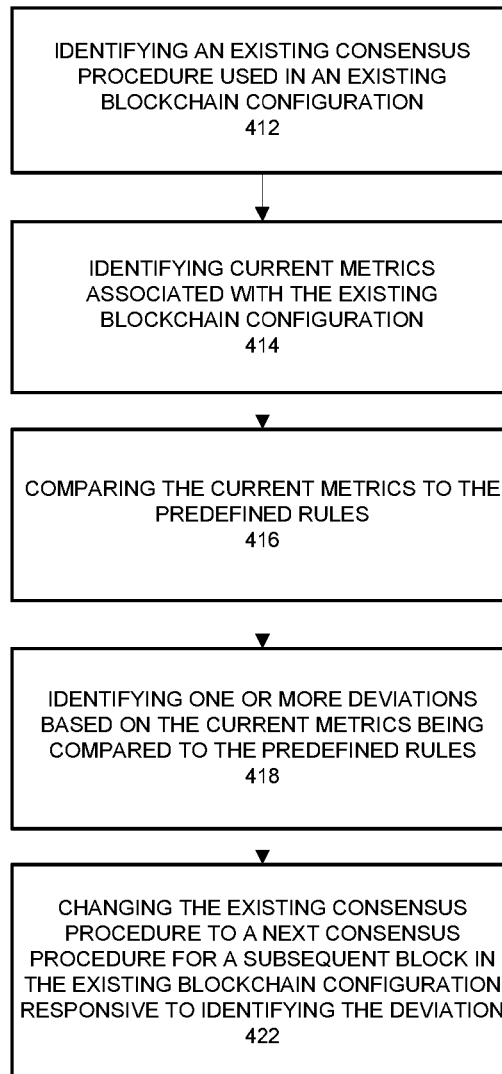 IDENTIFYING AN EXISTING CONSENSUS
PROCEDURE USED IN AN EXISTING
BLOCKCHAIN CONFIGURATION
412
IDENTIFYING CURRENT METRICS
ASSOCIATED WITH THE EXISTING
BLOCKCHAIN CONFIGURATION
414
COMPARING THE CURRENT METRICS TO THE
PREDEFINED RULES
416
IDENTIFYING ONE OR MORE DEVIATIONS
BASED ON THE CURRENT METRICS BEING
COMPARED TO THE PREDEFINED RULES
418
CHANGING THE EXISTING CONSENSUS
PROCEDURE TO A NEXT CONSENSUS
PROCEDURE FOR A SUBSEQUENT BLOCK IN
THE EXISTING BLOCKCHAIN CONFIGURATION
RESPONSIVE TO IDENTIFYING THE DEVIATION
422